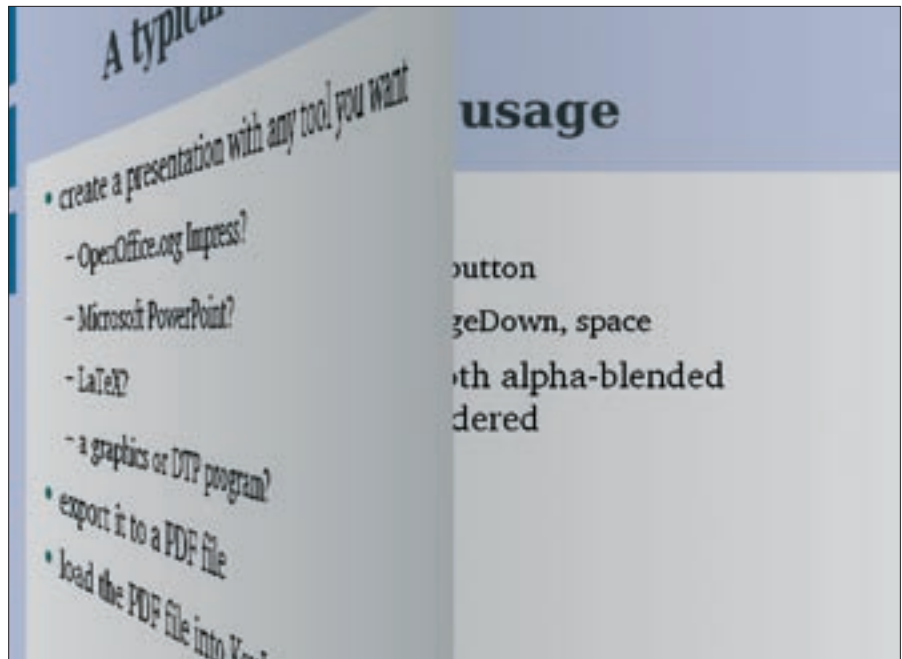 A typical
• create a presentation with any tool you want
– OpenOffice.org Impress?
– Microsoft PowerPoint?
– LaTeX?
– a graphics or DTP program?
• export it to a PDF file
• load the PDF file into
usage
button
geDown, space
th alpha-blended
dered